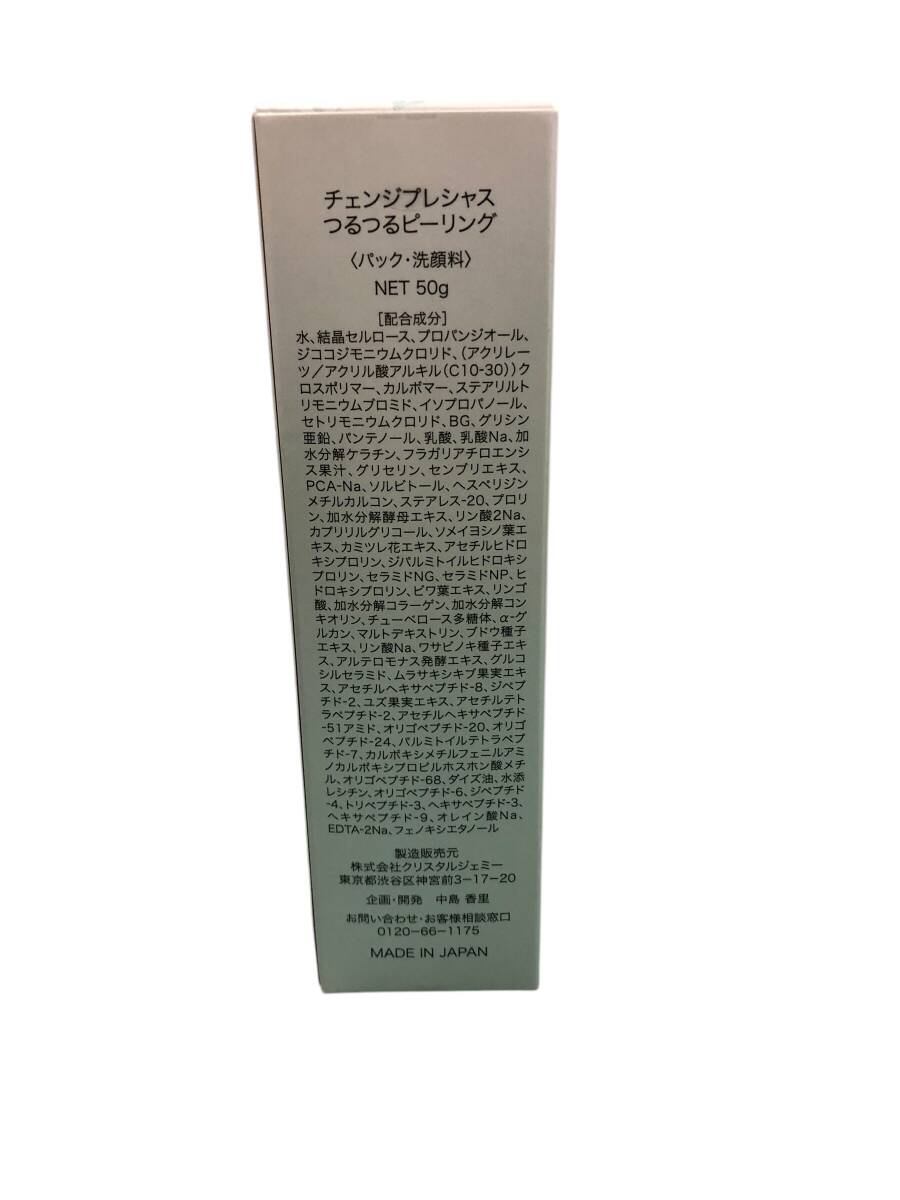 チェンジプレシャス
つるつるピーリング
〈パック・洗顔料〉
NET 50g
[配合成分]
水、結晶セルロース、プロパンジオール、
ジココジモニウムクロリド、(アクリレー
ツ/アクリル酸アルキル(C10-30))ク
ロスポリマー、カルボマー、ステアリルト
リモニウムブロミド、イソプロパノール、
セトリモニウムクロリド、BG、グリシン
亜鉛、パンテノール、乳酸、乳酸Na、加
水分解ケラチン、フラガリアチロエンシ
ス果汁、グリセリン、センブリエキス、
PCA-Na、ソルビトール、ヘスペリジン
メチルカルコン、ステアレス-20、プロリ
ン、加水分解酵母エキス、リン酸2Na、
カプリリルグリコール、ソメイヨシノ葉エ
キス、カミツレ花エキス、アセチルヒドロ
キシプロリン、ジパルミトイルヒドロキシ
プロリン、セラミドNG、セラミドNP、ヒ
ドロキシプロリン、ビワ葉エキス、リンゴ
酸、加水分解コラーゲン、加水分解コン
キオリン、チューベロース多糖体、α-グ
ルカン、マルトデキストリン、ブドウ種子
エキス、リン酸Na、ワサビノキ種子エキ
ス、アルテロモナス発酵エキス、グルコ
シルセラミド、ムラサキシキブ果実エキ
ス、アセチルヘキサペプチド-8、ジペプ
チド-2、ユズ果実エキス、アセチルテト
ラペプチド-2、アセチルヘキサペプチド
-51アミド、オリゴペプチド-20、オリゴ
ペプチド-24、パルミトイルテトラペプ
チド-7、カルボキシメチルフェニルアミ
ノカルボキシプロピルホスホン酸メチ
ル、オリゴペプチド-68、ダイズ油、水添
レシチン、オリゴペプチド-6、ジペプチド
-4、トリペプチド-3、ヘキサペプチド-3、
ヘキサペプチド-9、オレイン酸Na、
EDTA-2Na、フェノキシエタノール
製造販売元
株式会社クリスタルジェミー
東京都渋谷区神宮前3-17-20
企画・開発 中島 香里
お問い合わせ・お客様相談窓口
0120-66-1175
MADE IN JAPAN